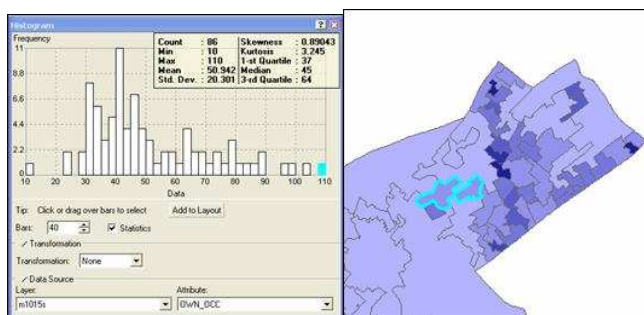 Histogram
Frequency
Count : 86 Skewness : 0.89043
Min : 10 Kurtosis : 3.245
Max : 110 1-st Quartile : 37
Mean : 50.942 Median : 45
Std. Dev. : 20.301 3-rd Quartile : 64
11
8.8
6.6
4.4
2.2
0
10 20 30 40 50 60 70 80 90 100 110
Data
Tip: Click or drag over bars to select Add to Layout
Bars: 40 Statistics
Transformation
Transformation: None
Data Source
Layer: Attribute:
m1015s OWN_OCC